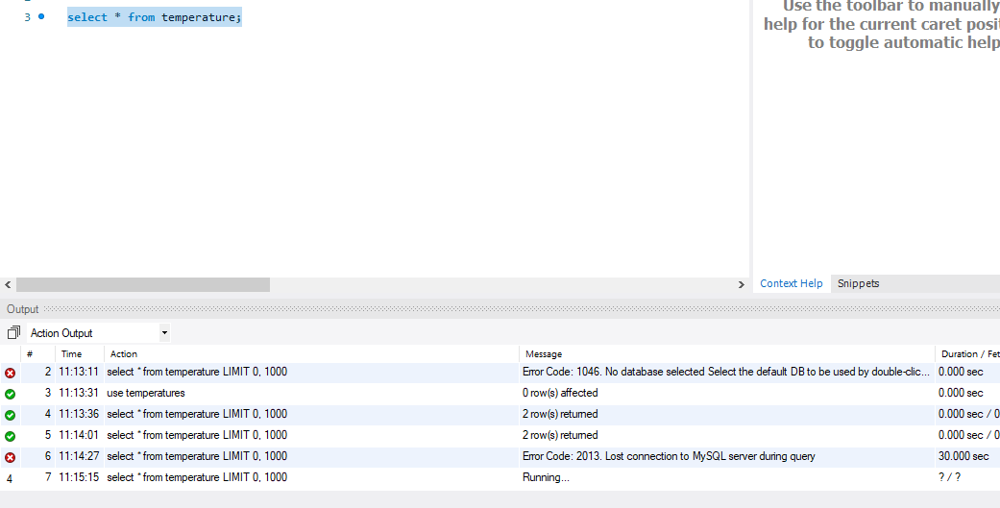 Use the toolbar to manually
3 select * from temperature;
help for the current caret posit
to toggle automatic help
Context Help Snippets
Output
Action Output
# Time Action Message Duration / Fet
2 11:13:11 select * from temperature LIMIT 0, 1000 Error Code: 1046. No database selected Select the default DB to be used by double-clic... 0.000 sec
3 11:13:31 use temperatures 0 row(s) affected 0.000 sec
4 11:13:36 select * from temperature LIMIT 0, 1000 2 row(s) returned 0.000 sec / 0
5 11:14:01 select * from temperature LIMIT 0, 1000 2 row(s) returned 0.000 sec / 0
6 11:14:27 select * from temperature LIMIT 0, 1000 Error Code: 2013. Lost connection to MySQL server during query 30.000 sec
4 7 11:15:15 select * from temperature LIMIT 0, 1000 Running... ? / ?